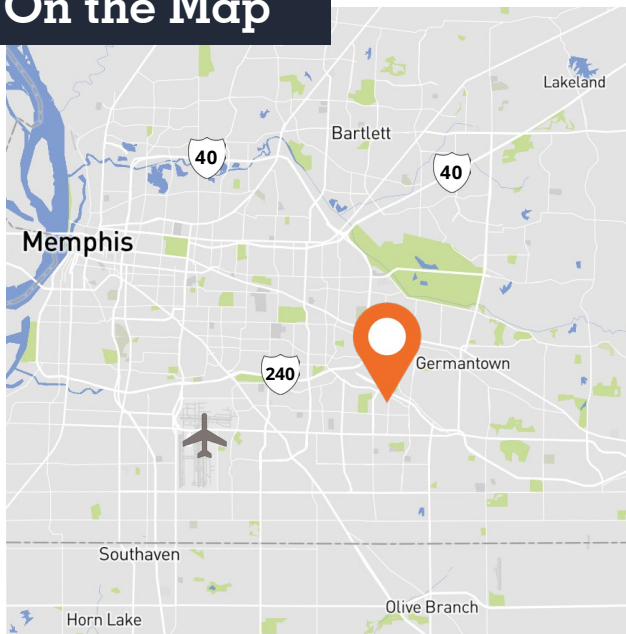 On the Map
Lakeland
Bartlett
40
40
Memphis
Germantown
240
Southaven
Olive Branch
Horn Lake